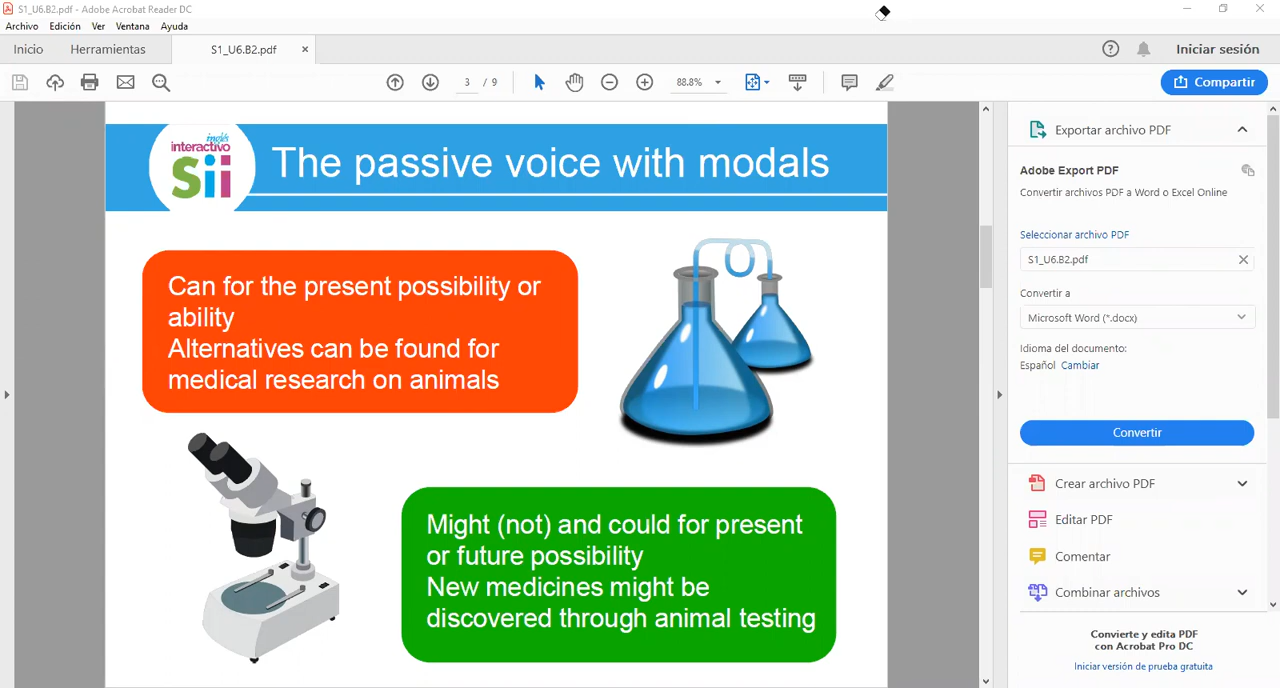 S1_U6.B2.pdf - Adobe Acrobat Reader DC
Archivo Edición Ver Ventana Ayuda
Inicio Herramientas S1_U6.B2.pdf × Iniciar sesión
3 / 9 88.8% Compartir
inglés
interactivo
Sii
The passive voice with modals
Can for the present possibility or
ability
Alternatives can be found for
medical research on animals
Might (not) and could for present
or future possibility
New medicines might be
discovered through animal testing
Exportar archivo PDF
Adobe Export PDF
Convertir archivos PDF a Word o Excel Online
Seleccionar archivo PDF
S1_U6.B2.pdf
Convertir a
Microsoft Word (*.docx)
Idioma del documento:
Español Cambiar
Convertir
Crear archivo PDF
Editar PDF
Comentar
Combinar archivos
Convierte y edita PDF
con Acrobat Pro DC
Iniciar versión de prueba gratuita